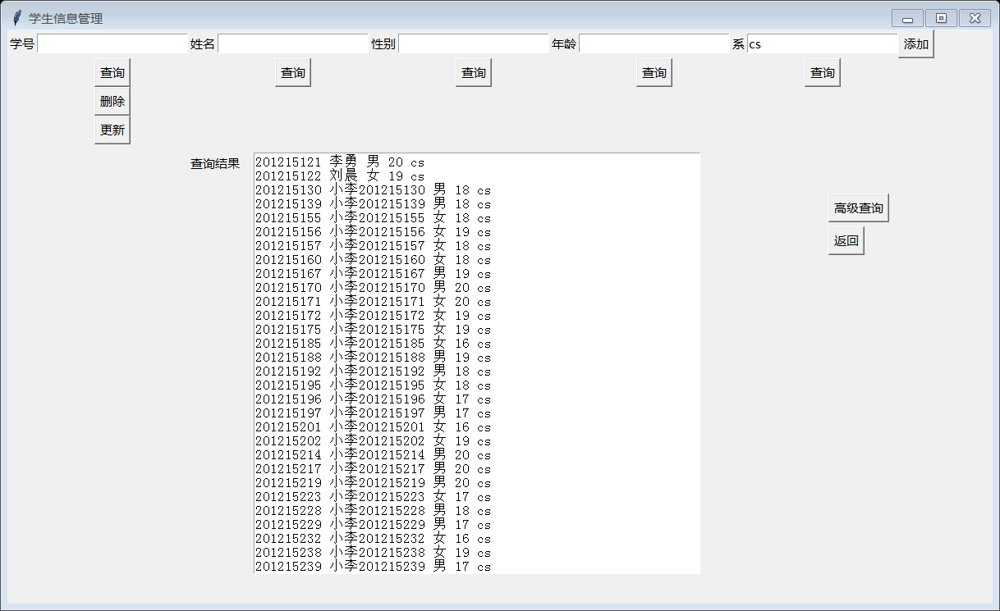 学生信息管理
学号 姓名 性别 年龄 系 cs 添加
查询 查询 查询 查询 查询
删除
更新
查询结果
201215121 李勇 男 20 cs
201215122 刘晨 女 19 cs
201215130 小李201215130 男 18 cs
201215139 小李201215139 男 18 cs
201215155 小李201215155 女 18 cs
201215156 小李201215156 女 19 cs
201215157 小李201215157 女 18 cs
201215160 小李201215160 女 18 cs
201215167 小李201215167 男 19 cs
201215170 小李201215170 男 20 cs
201215171 小李201215171 女 20 cs
201215172 小李201215172 女 19 cs
201215175 小李201215175 女 19 cs
201215185 小李201215185 女 16 cs
201215188 小李201215188 男 19 cs
201215192 小李201215192 男 18 cs
201215195 小李201215195 女 18 cs
201215196 小李201215196 女 17 cs
201215197 小李201215197 男 17 cs
201215201 小李201215201 女 16 cs
201215202 小李201215202 女 19 cs
201215214 小李201215214 男 20 cs
201215217 小李201215217 男 20 cs
201215219 小李201215219 男 20 cs
201215223 小李201215223 女 17 cs
201215228 小李201215228 男 18 cs
201215229 小李201215229 男 17 cs
201215232 小李201215232 女 16 cs
201215238 小李201215238 女 19 cs
201215239 小李201215239 男 17 cs
高级查询
返回